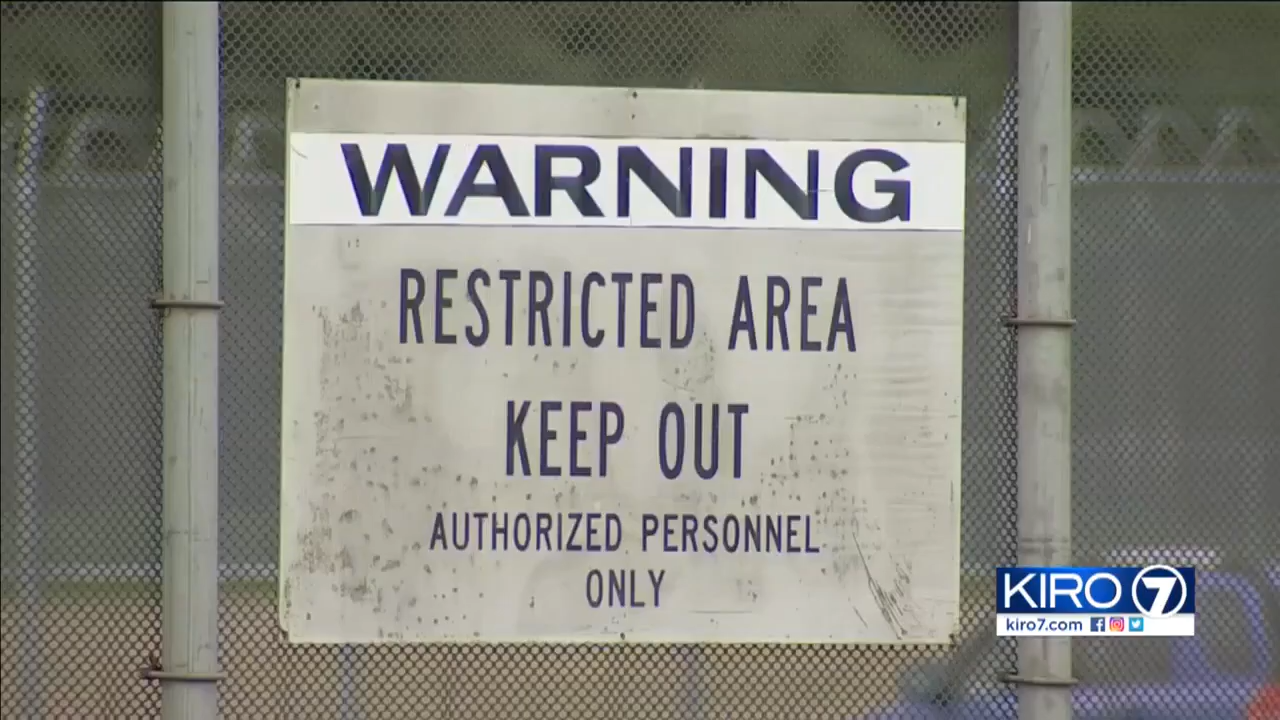 WARNING
RESTRICTED AREA
KEEP OUT
AUTHORIZED PERSONNEL
ONLY
KIRO 7
kiro7.com